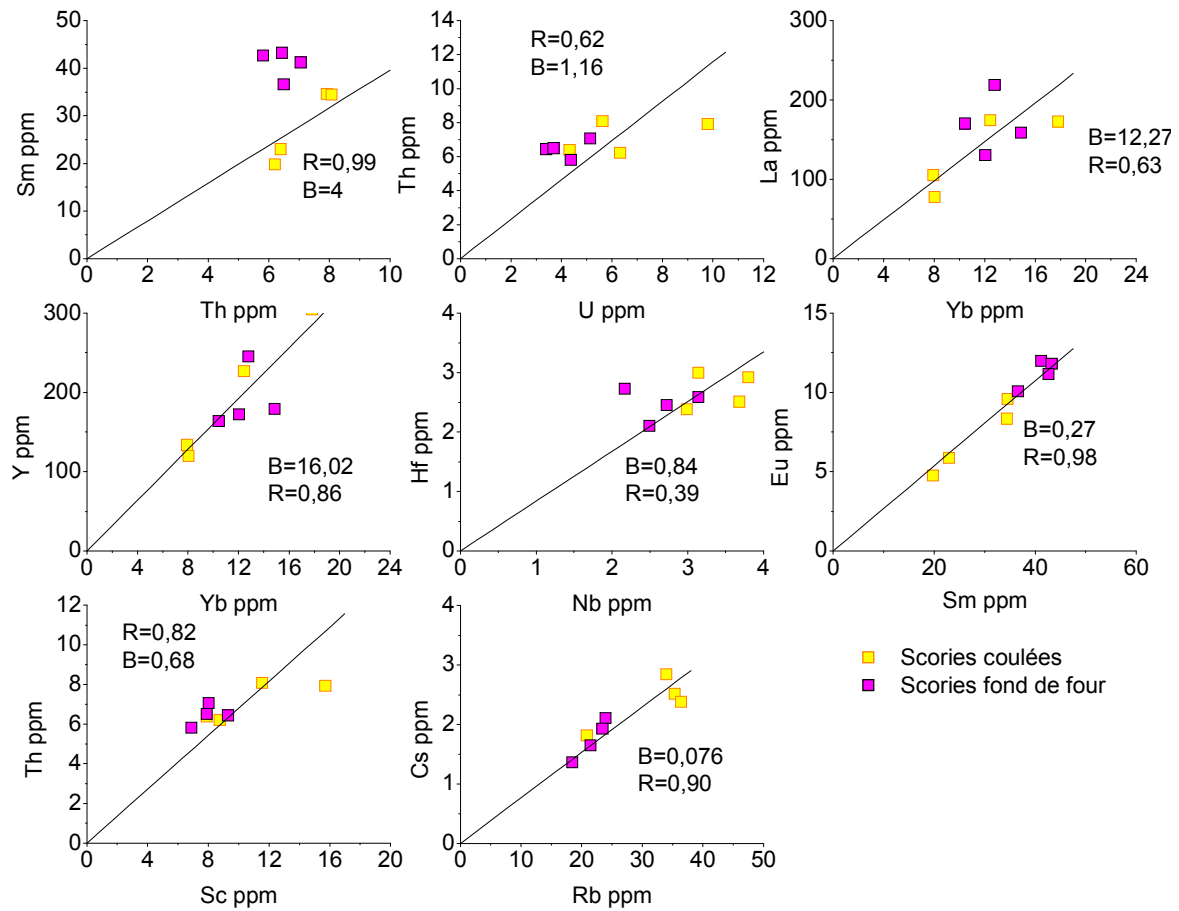 50
40
30
20
10
0
Sm ppm
R=0,99
B=4
0 2 4 6 8 10
Th ppm
14
12
10
8
6
4
2
0
Th ppm
R=0,62
B=1,16
0 2 4 6 8 10 12
U ppm
300
200
100
0
La ppm
B=12,27
R=0,63
0 4 8 12 16 20 24
Yb ppm
300
200
100
0
Y ppm
B=16,02
R=0,86
0 4 8 12 16 20 24
Yb ppm
4
3
2
1
0
Hf ppm
B=0,84
R=0,39
0 1 2 3 4
Nb ppm
15
10
5
0
Eu ppm
B=0,27
R=0,98
0 20 40 60
Sm ppm
12
10
8
6
4
2
0
Th ppm
R=0,82
B=0,68
0 4 8 12 16 20
Sc ppm
4
3
2
1
0
Cs ppm
B=0,076
R=0,90
0 10 20 30 40 50
Rb ppm
Scories coulées
Scories fond de four